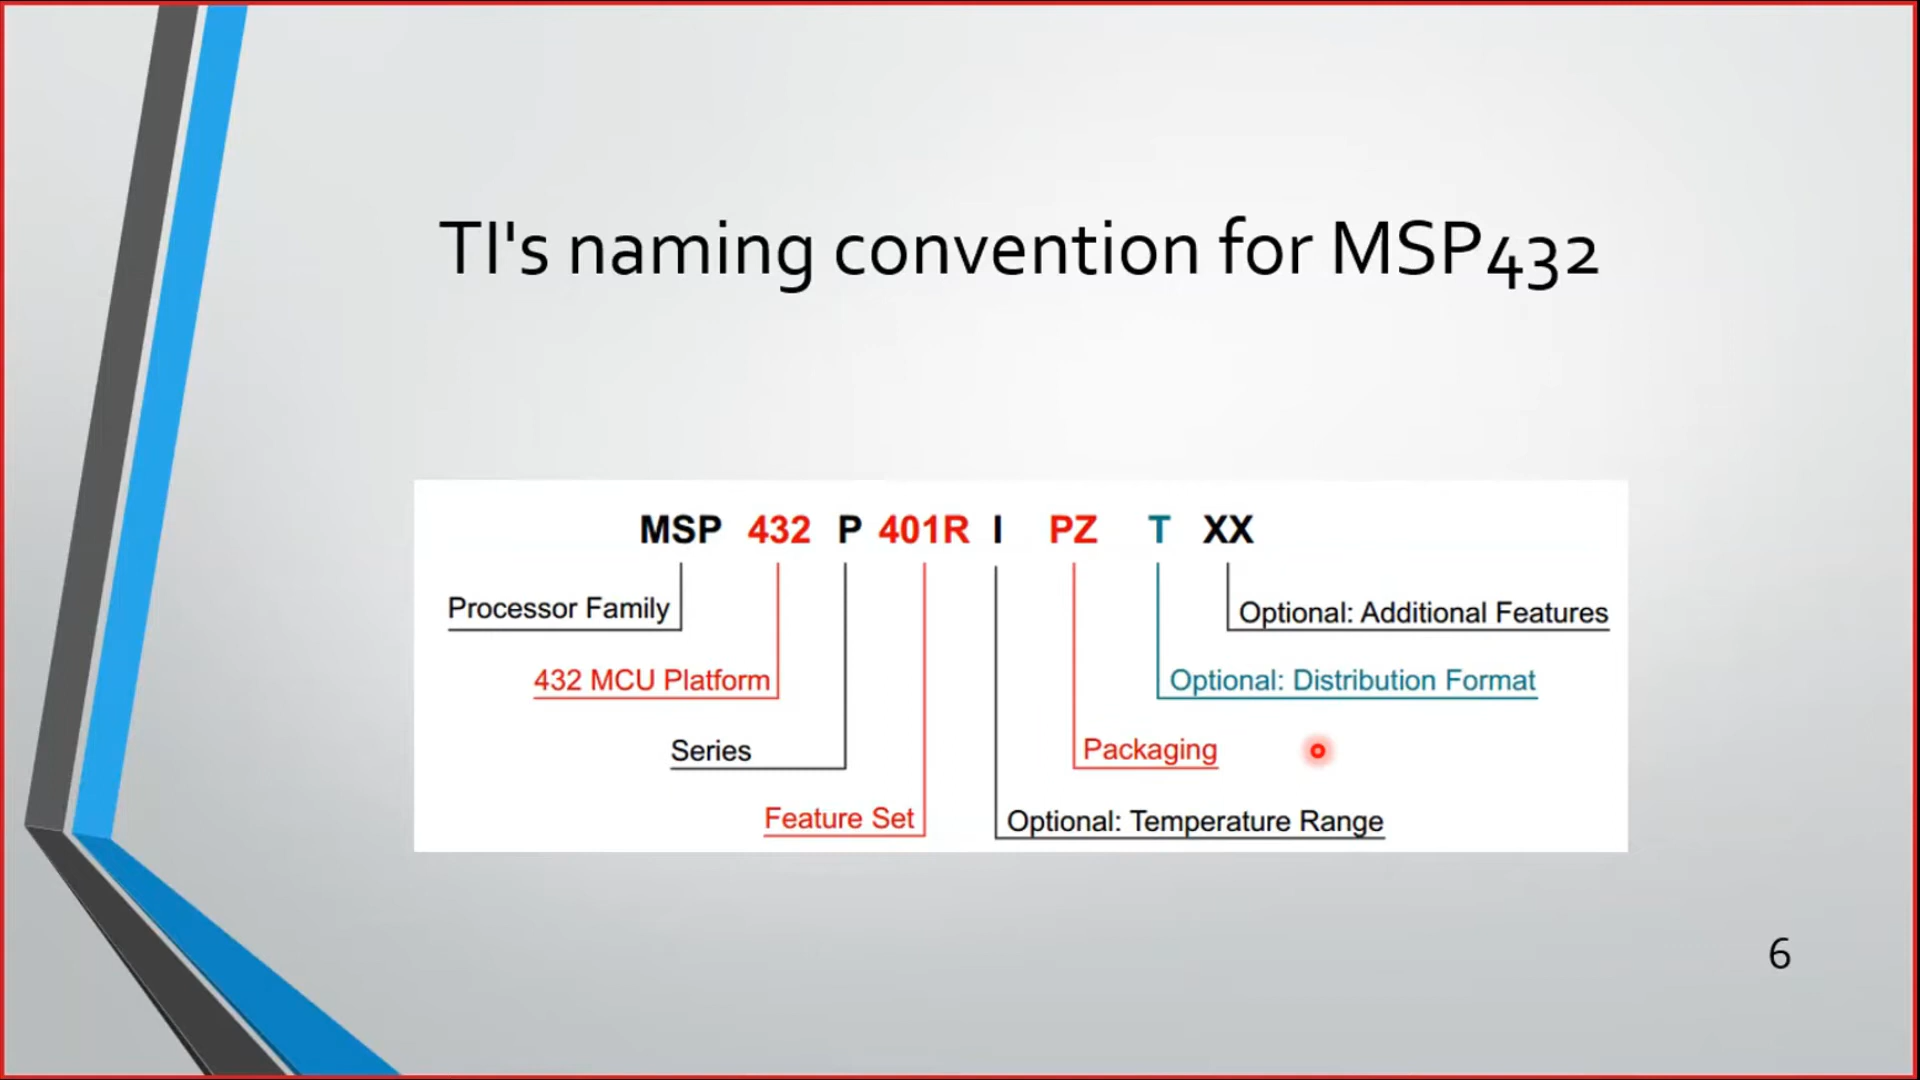 TI's naming convention for MSP432
MSP 432 P 401R I PZ T XX
Processor Family
Optional: Additional Features
432 MCU Platform
Optional: Distribution Format
Series
Packaging
Feature Set
Optional: Temperature Range
6